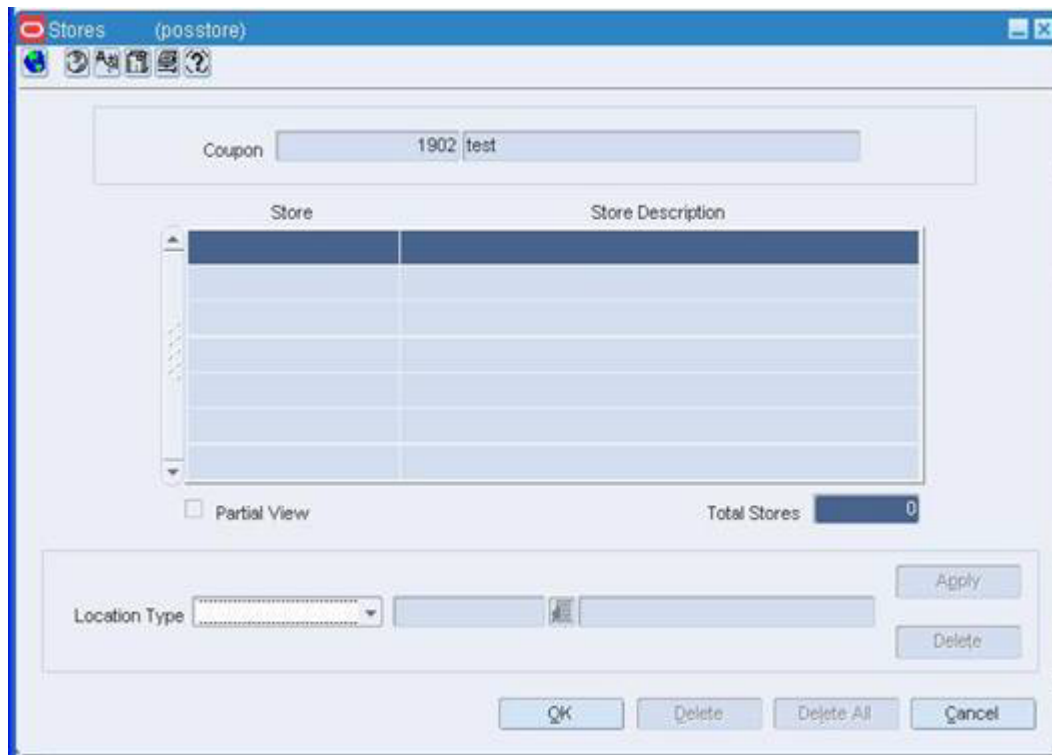 Stores (posstore)
Coupon 1902 test
Store Store Description
Partial View Total Stores 0
Apply
Location Type
Delete
OK Delete Delete All Cancel